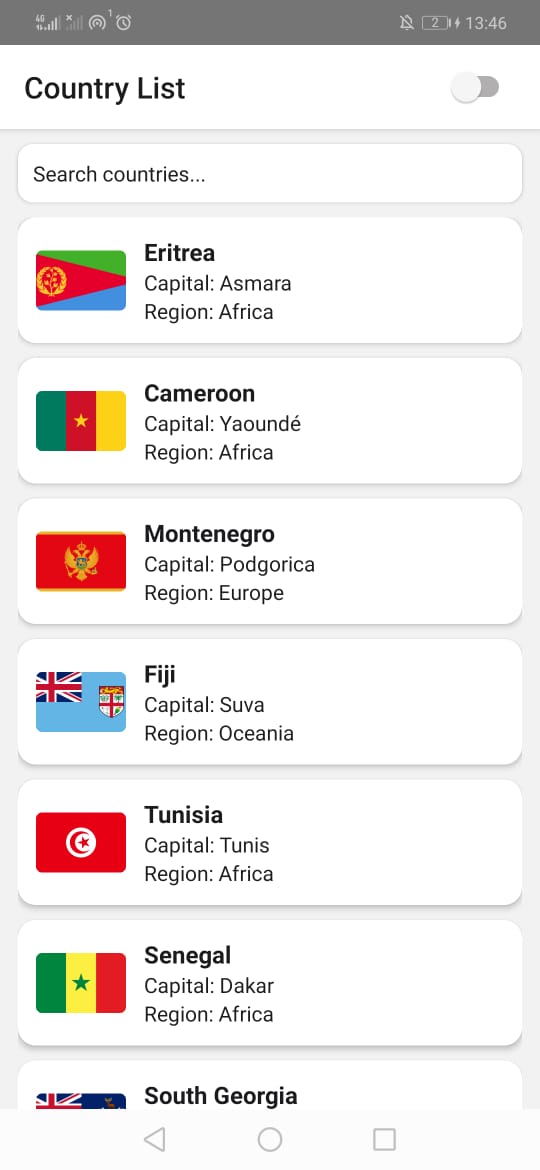 4G 1 2 13:46
Country List
Search countries...
Eritrea
Capital: Asmara
Region: Africa
Cameroon
Capital: Yaoundé
Region: Africa
Montenegro
Capital: Podgorica
Region: Europe
Fiji
Capital: Suva
Region: Oceania
Tunisia
Capital: Tunis
Region: Africa
Senegal
Capital: Dakar
Region: Africa
South Georgia